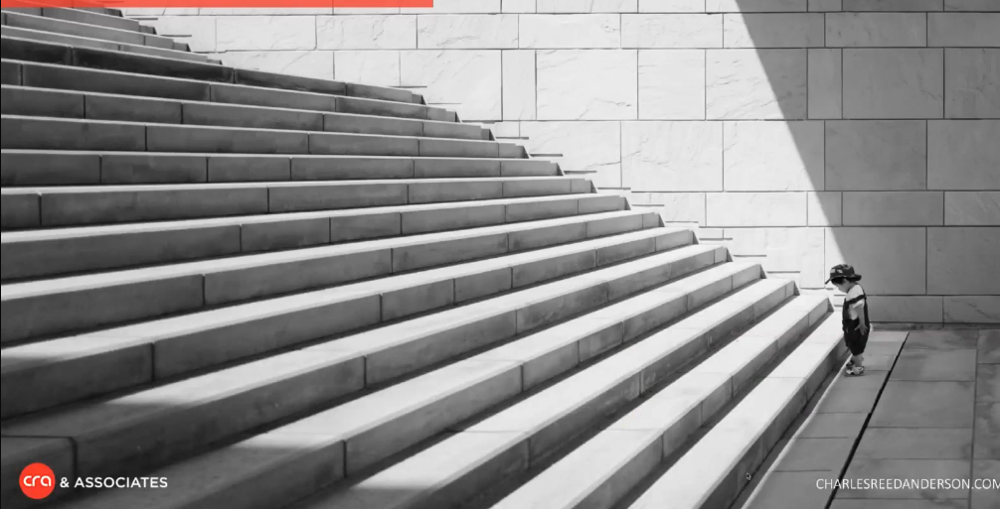 cra & ASSOCIATES
CHARLESREEDANDERSON.COM